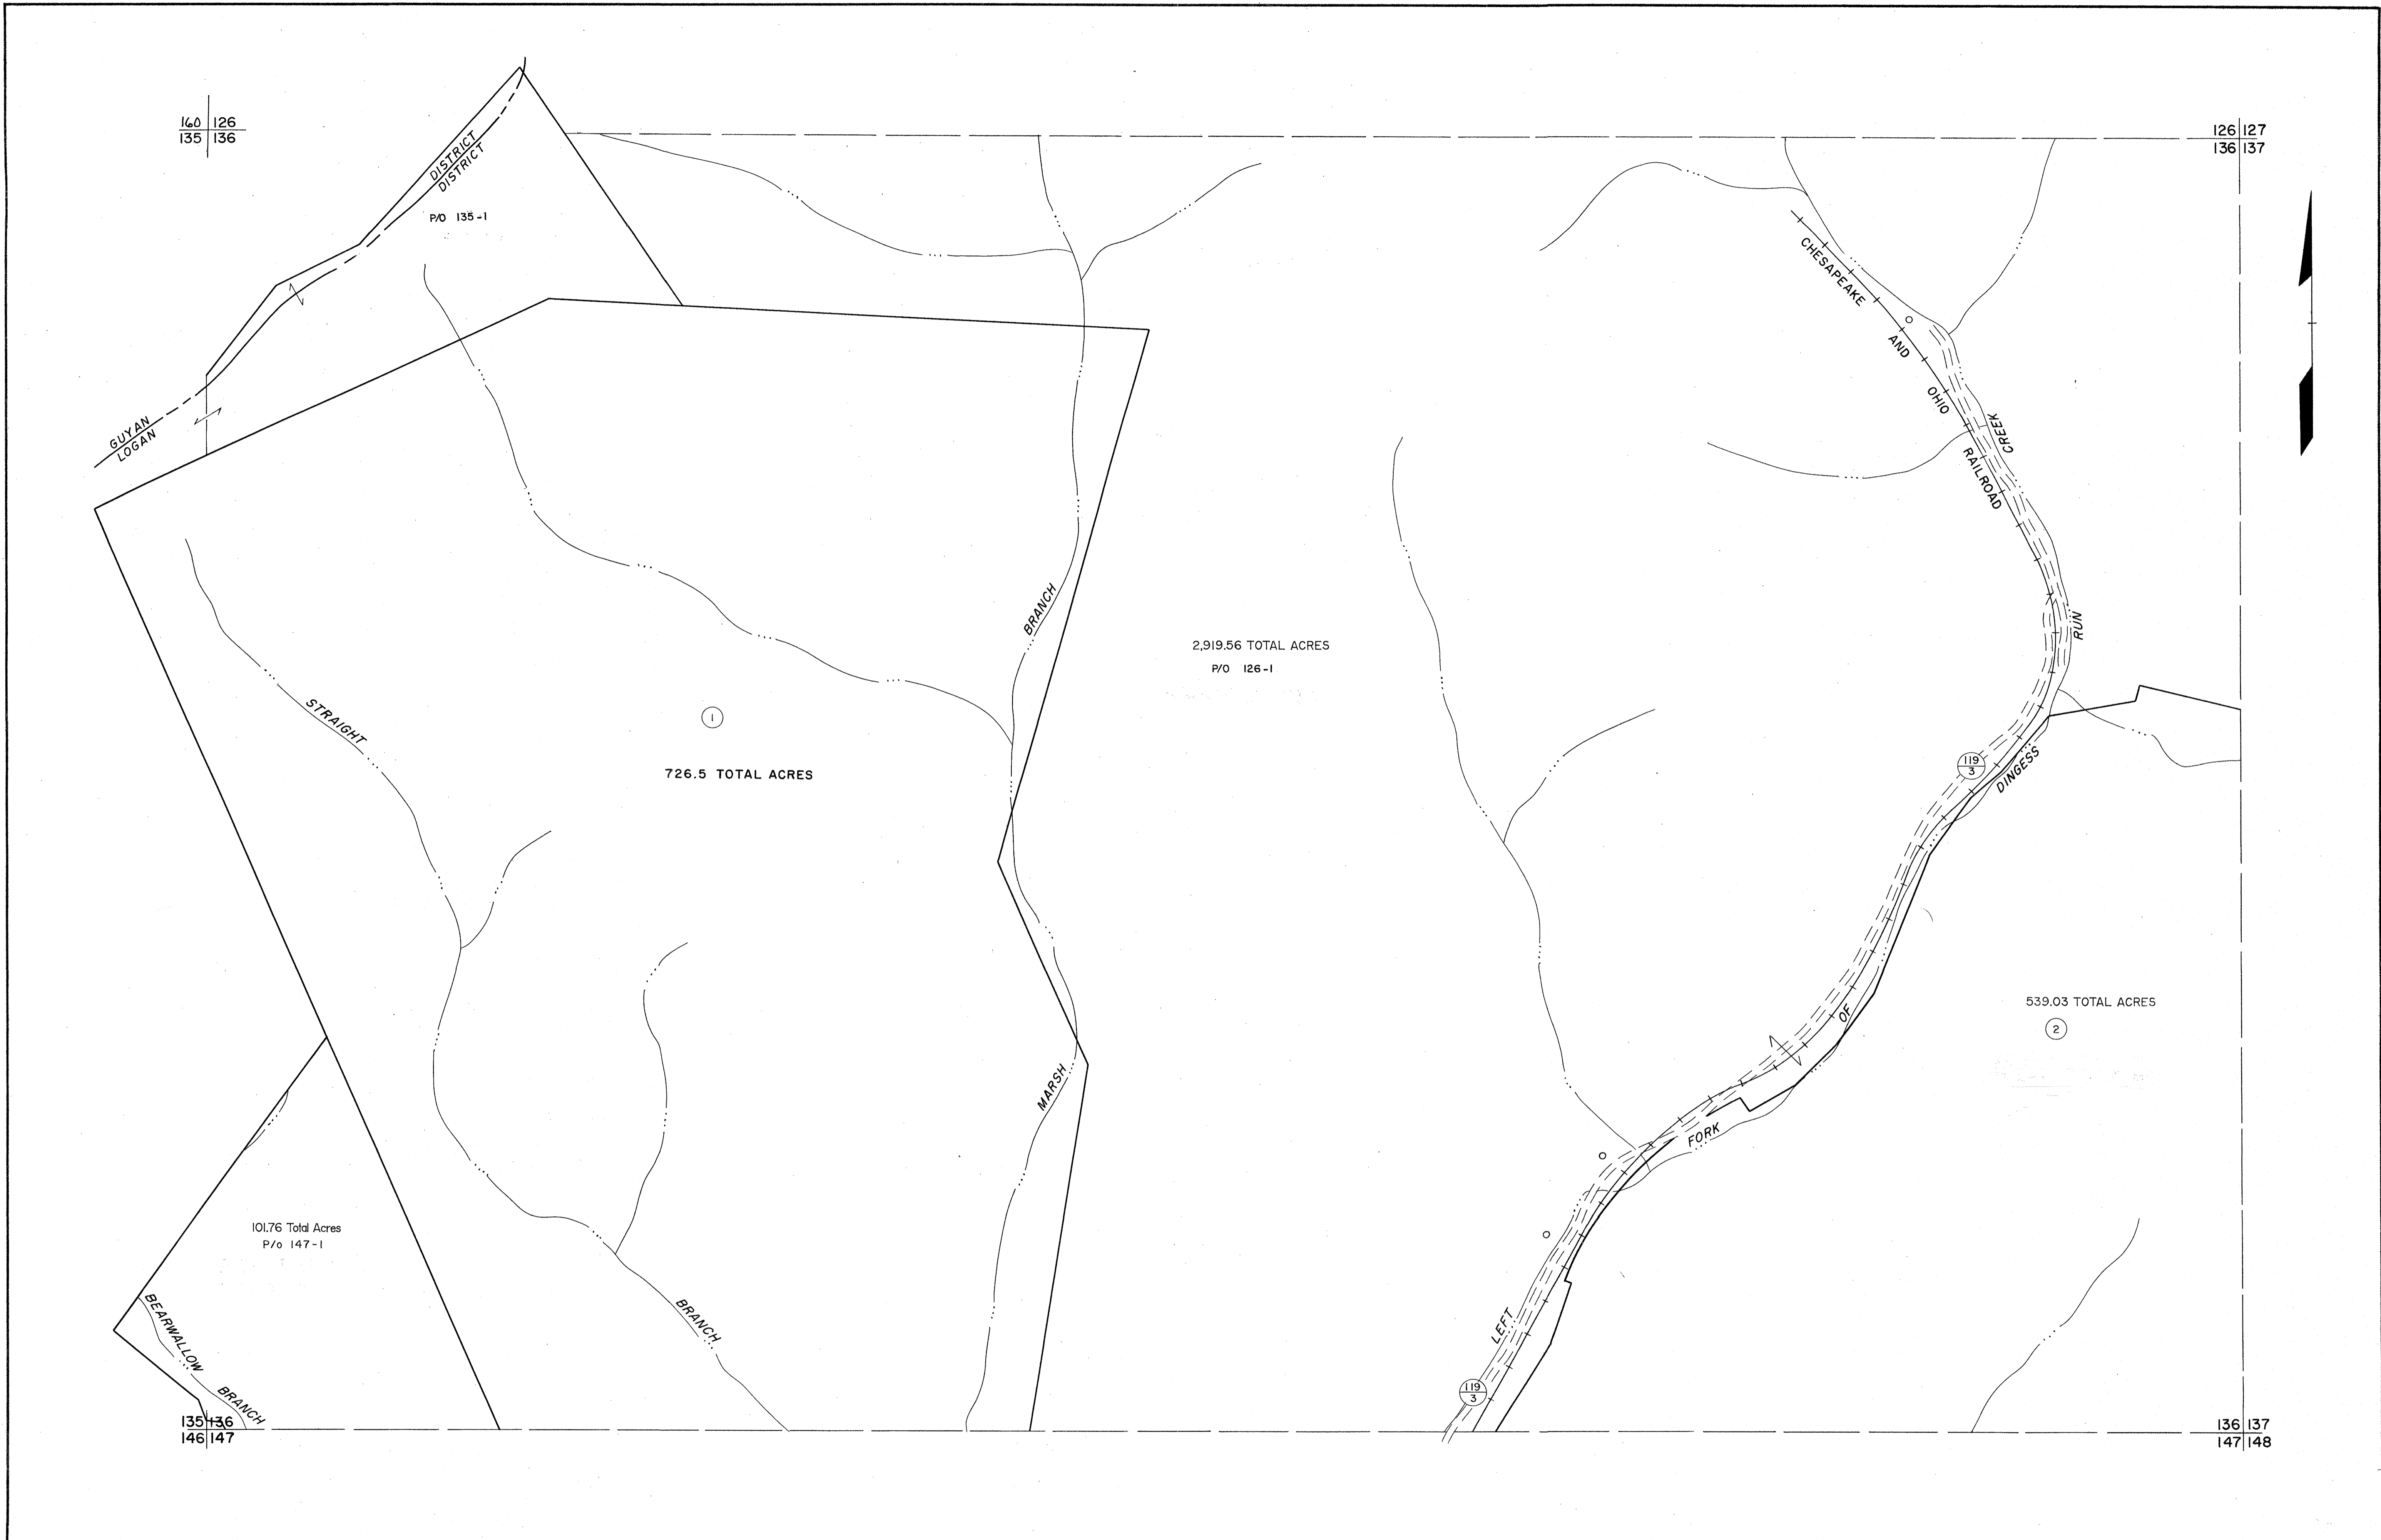 160 126
135 136
126 127
136 137
DISTRICT
DISTRICT
P/O 135-1
GUYAN
LOGAN
CHESAPEAKE
AND
OHIO
RAILROAD
CREEK
RUN
BRANCH
2,919.56 TOTAL ACRES
P/O 126-1
STRAIGHT
1
726.5 TOTAL ACRES
119
3
DINGESS
OF
539.03 TOTAL ACRES
2
MARSH
FORK
101.76 Total Acres
P/o 147-1
BEARWALLOW
BRANCH
BRANCH
LEFT
119
3
135 136
146 147
136 137
147 148